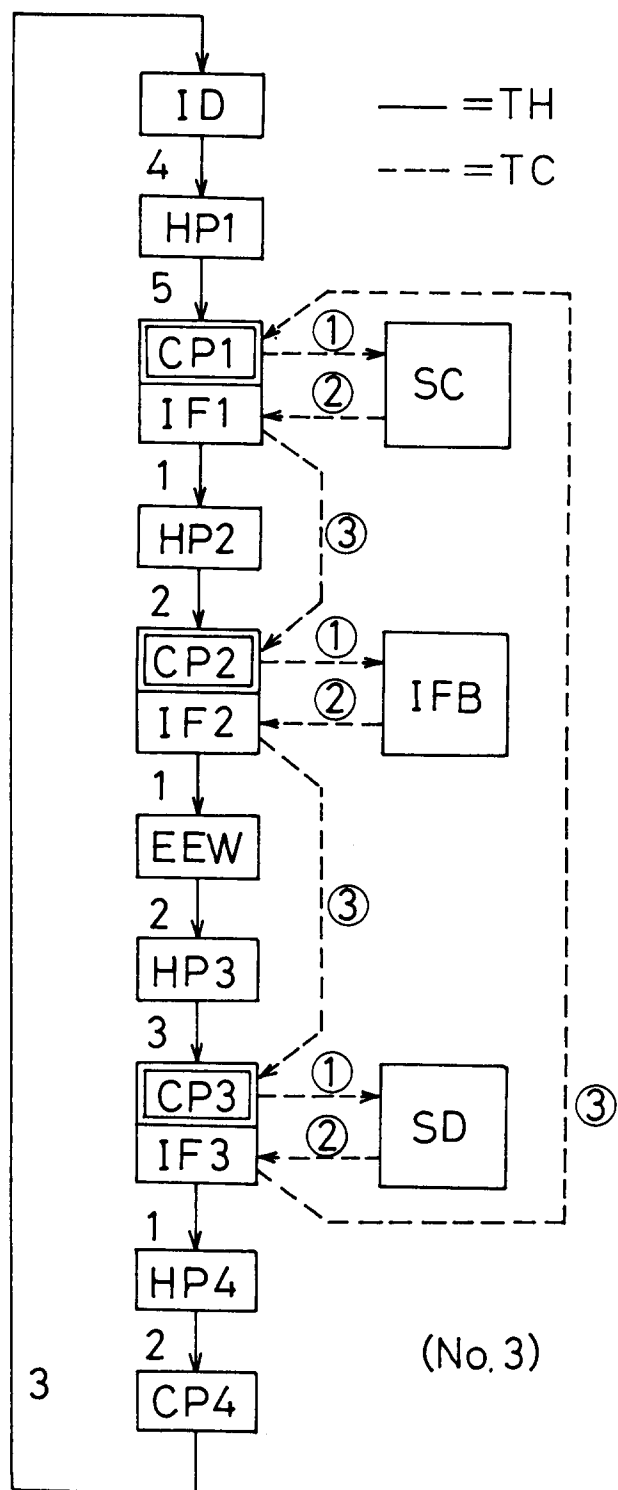 ID
—— =TH
---- =TC
4
HP1
5
CP1
①
SC
IF1
②
1
HP2
③
2
CP2
①
IFB
IF2
②
1
EEW
2
③
HP3
3
CP3
①
SD
③
IF3
②
1
HP4
2
(No.3)
3
CP4